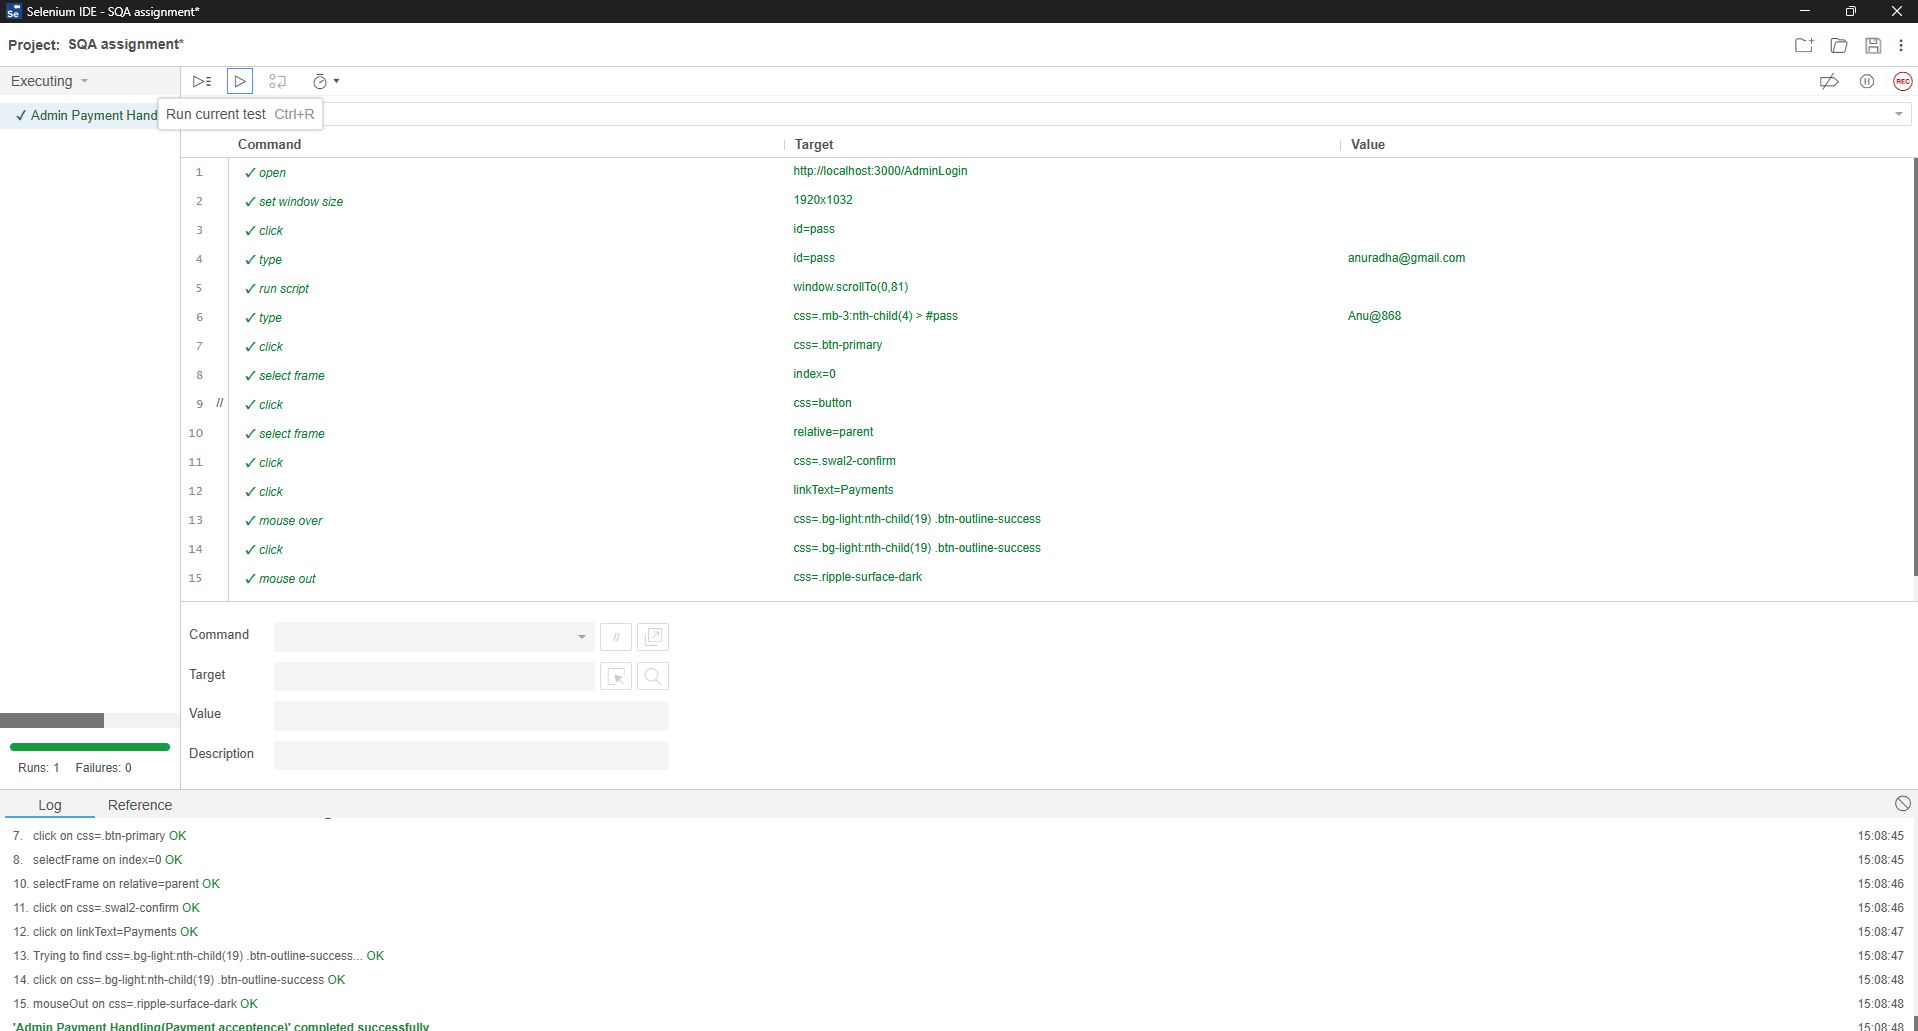 Selenium IDE - SQA assignment*
Project: SQA assignment*
Executing
REC
✓ Admin Payment Hand
Run current test Ctrl+R
Command Target Value
1 ✓ open http://localhost:3000/AdminLogin
2 ✓ set window size 1920x1032
3 ✓ click id=pass
4 ✓ type id=pass anuradha@gmail.com
5 ✓ run script window.scrollTo(0,81)
6 ✓ type css=.mb-3:nth-child(4) > #pass Anu@868
7 ✓ click css=.btn-primary
8 ✓ select frame index=0
9 // ✓ click css=button
10 ✓ select frame relative=parent
11 ✓ click css=.swal2-confirm
12 ✓ click linkText=Payments
13 ✓ mouse over css=.bg-light:nth-child(19) .btn-outline-success
14 ✓ click css=.bg-light:nth-child(19) .btn-outline-success
15 ✓ mouse out css=.ripple-surface-dark
Command //
Target
Value
Description
Runs: 1 Failures: 0
Log Reference
7. click on css=.btn-primary OK 15:08:45
8. selectFrame on index=0 OK 15:08:45
10. selectFrame on relative=parent OK 15:08:46
11. click on css=.swal2-confirm OK 15:08:46
12. click on linkText=Payments OK 15:08:47
13. Trying to find css=.bg-light:nth-child(19) .btn-outline-success... OK 15:08:47
14. click on css=.bg-light:nth-child(19) .btn-outline-success OK 15:08:48
15. mouseOut on css=.ripple-surface-dark OK 15:08:48
'Admin Payment Handling(Payment acceptence)' completed successfully 15:08:48